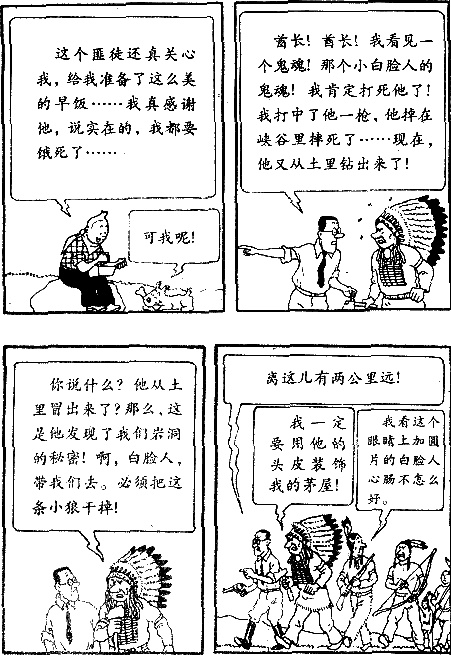 这个匪徒还真关心
我，给我准备了这么美
的早饭……我真感谢
他，说实在的，我都要
饿死了……
可我呢！
酋长！酋长！我看见一
个鬼魂！那个小白脸人的
鬼魂！我肯定打死他了！
我打中了他一枪，他掉在
峡谷里摔死了……现在，
他又从土里钻出来了！
你说什么？他从土
里冒出来了？那么，这
是他发现了我们岩洞
的秘密！啊，白脸人，
带我们去。必须把这
条小狼干掉！
离这儿有两公里远！
我一定
要用他的
头皮装饰
我的茅屋！
我看这个
眼睛上加圆
片的白脸人
心肠不怎么
好。